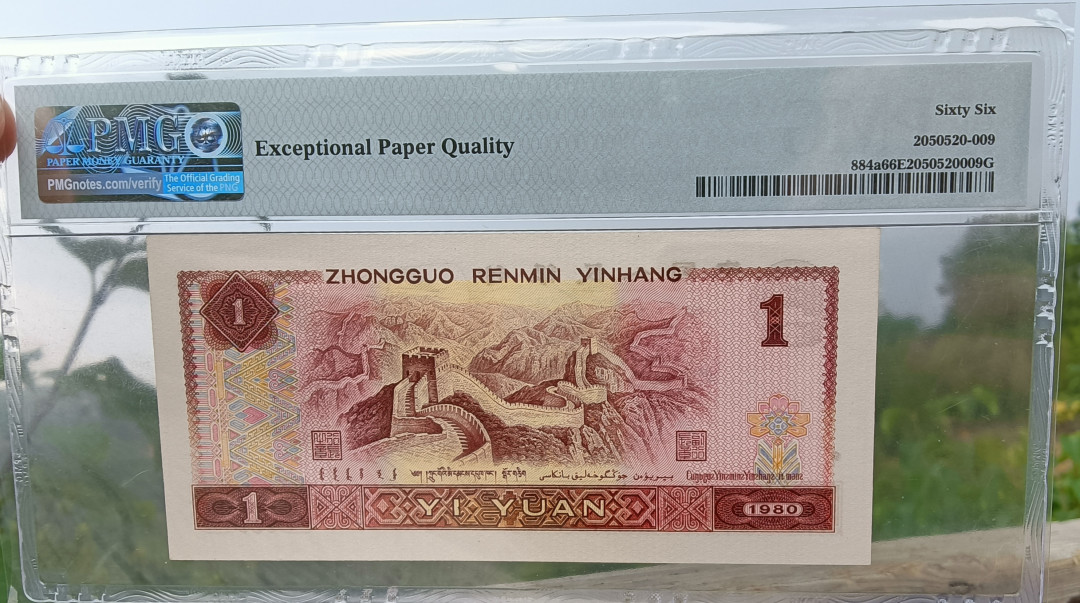 PMG
PAPER MONEY GUARANTY
PMGnotes.com/verify
The Official Grading
Service of the PNG
Exceptional Paper Quality
Sixty Six
2050520-009
884a66E2050520009G
ZHONGGUO RENMIN YINHANG
1
1
1
YI YUAN
1980